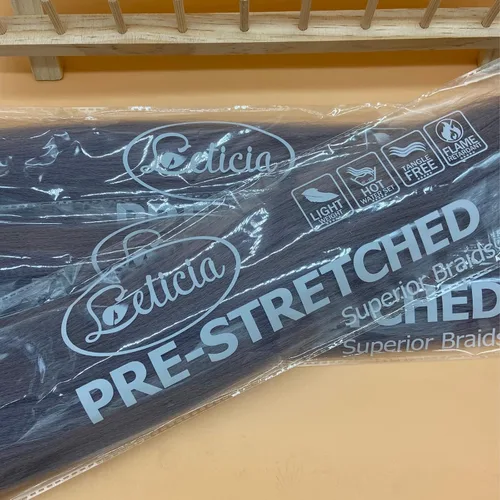 Leticia
Leticia
LIGHT
WEIGHT
HOT
WATER SET
TANGLE
FREE
FLAME
RETARDANT
PRE-STRETCHED
Superior Braids
CHED
Superior Braids